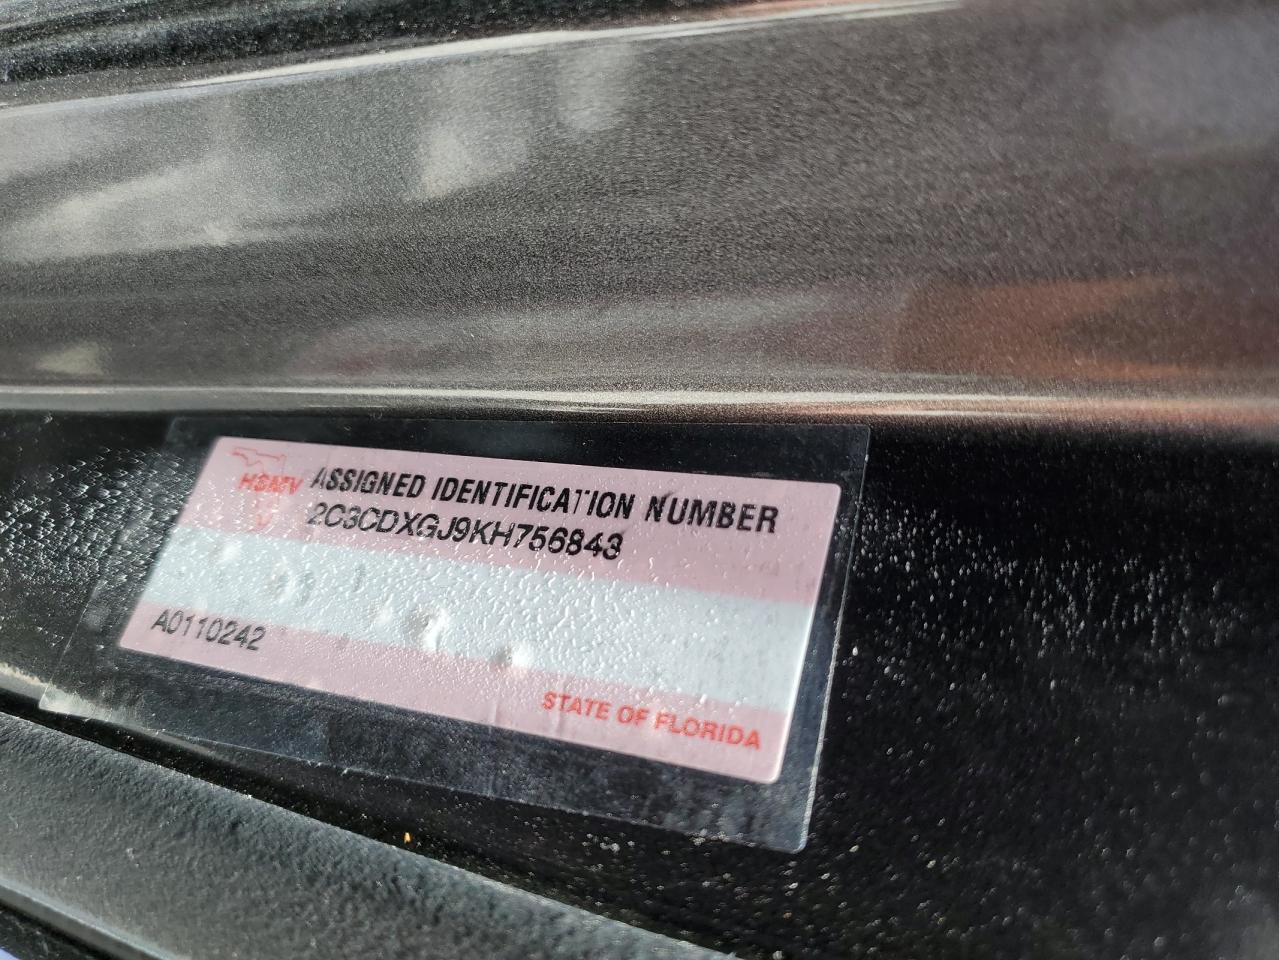 HSMV
ASSIGNED IDENTIFICATION NUMBER
2C3CDXGJ9KH756843
A0110242
STATE OF FLORIDA